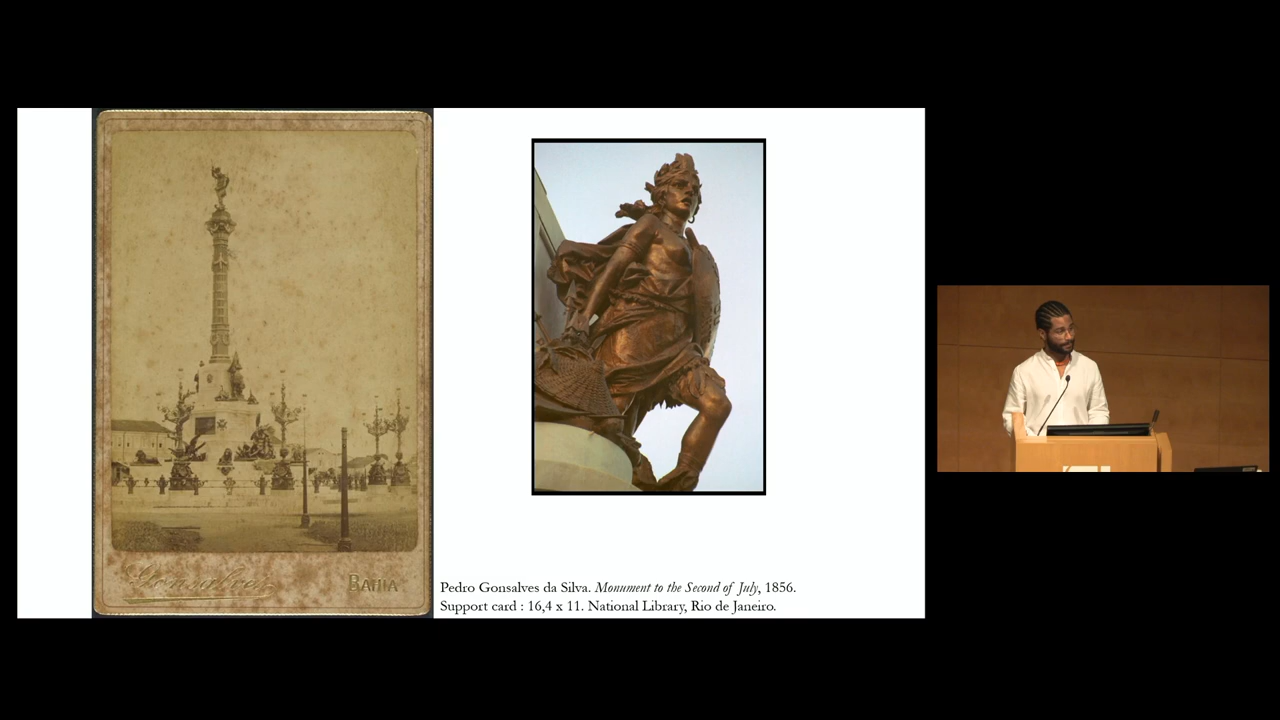 Gonsalves
BAHIA
Pedro Gonsalves da Silva. Monument to the Second of July, 1856.
Support card : 16,4 x 11. National Library, Rio de Janeiro.